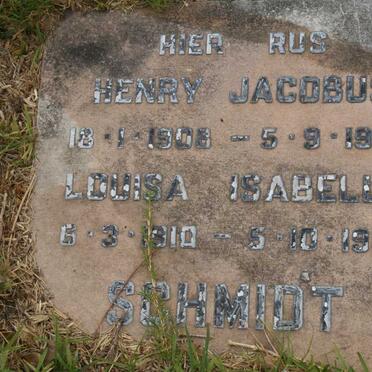 HIER RUS
HENRY JACOBUS
18·1·1908 – 5·9·19
LOUISA ISABELL
6·3·1910 – 5·10·19
SCHMIDT